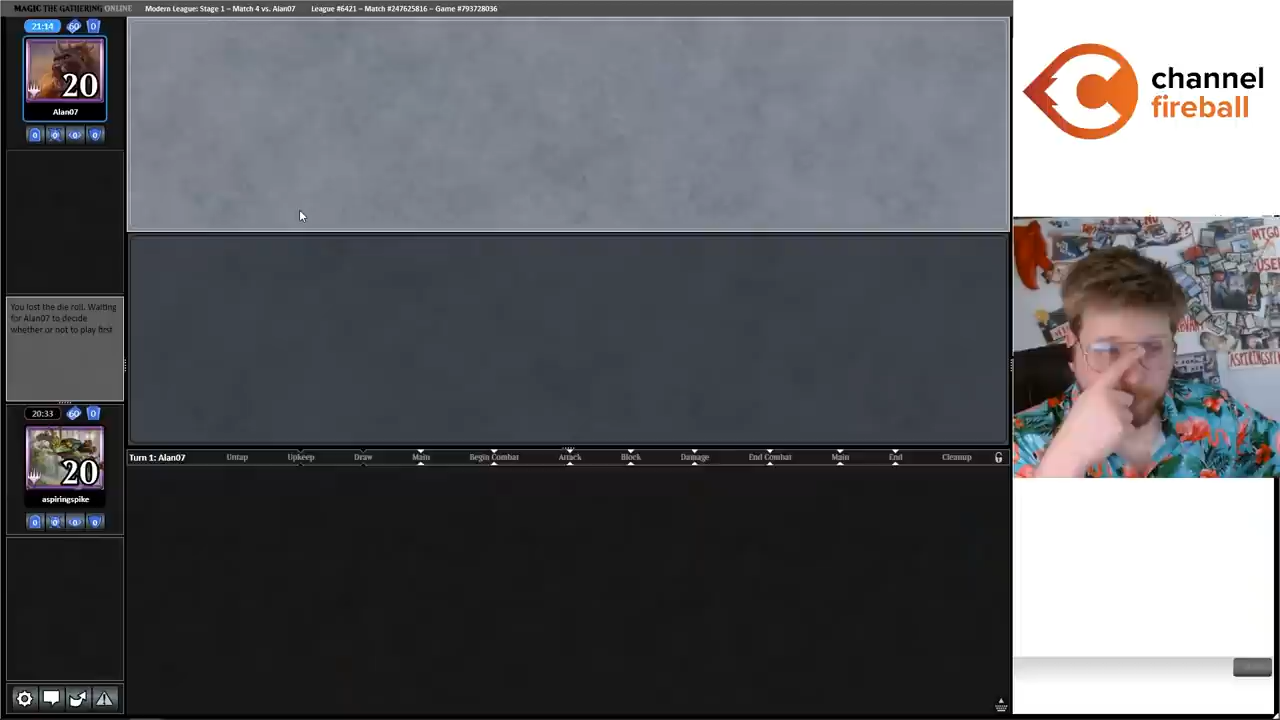 MAGIC THE GATHERING ONLINE
Modern League: Stage 1 – Match 4 vs. Alan07
League #6421 – Match #247625816 – Game #793728036
21:14
60
0
20
Alan07
0
0
0
0
You lost the die roll. Waiting
for Alan07 to decide
whether or not to play first
20:33
60
0
20
aspiringspike
0
0
0
0
Turn 1: Alan07
Untap
Upkeep
Draw
Main
Begin Combat
Attack
Block
Damage
End Combat
Main
End
Cleanup
channel
fireball
NO
??
MTGO
USER